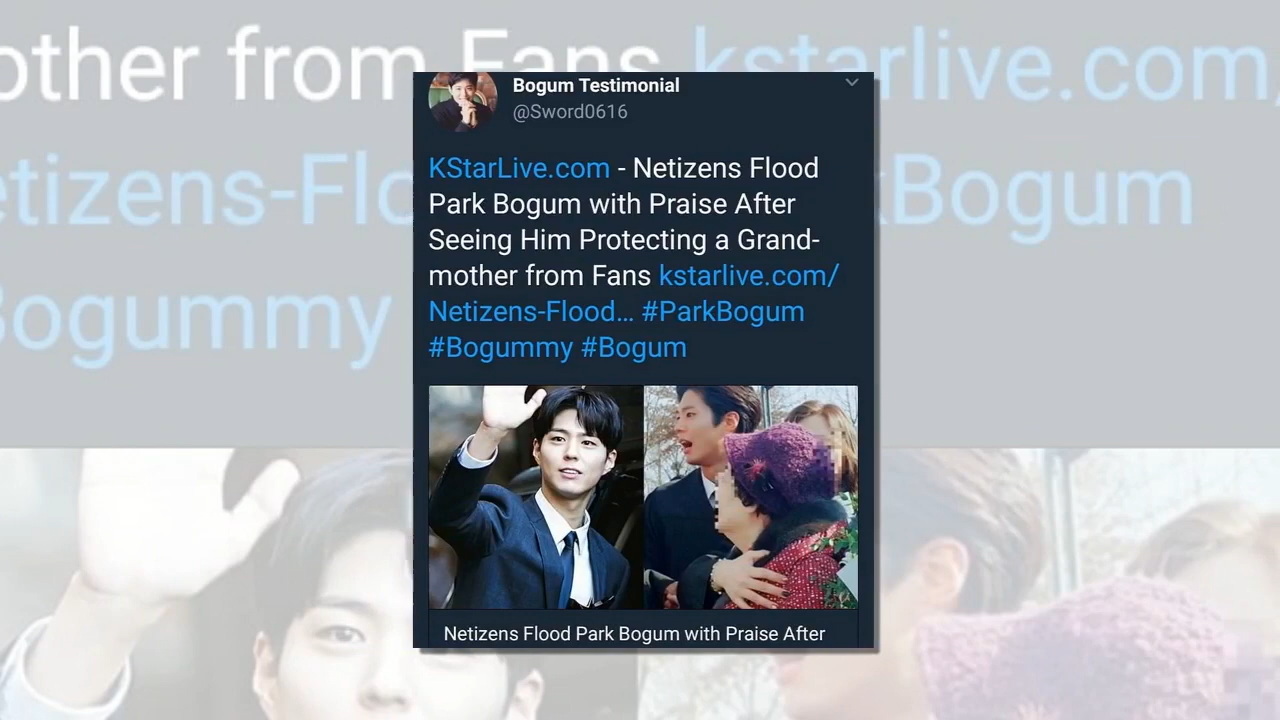 other from Fans kstarlive.com/
etizens-Flo
kBogum
Bogummy
Bogum Testimonial
@Sword0616
KStarLive.com - Netizens Flood
Park Bogum with Praise After
Seeing Him Protecting a Grand-
mother from Fans kstarlive.com/
Netizens-Flood... #ParkBogum
#Bogummy #Bogum
Netizens Flood Park Bogum with Praise After